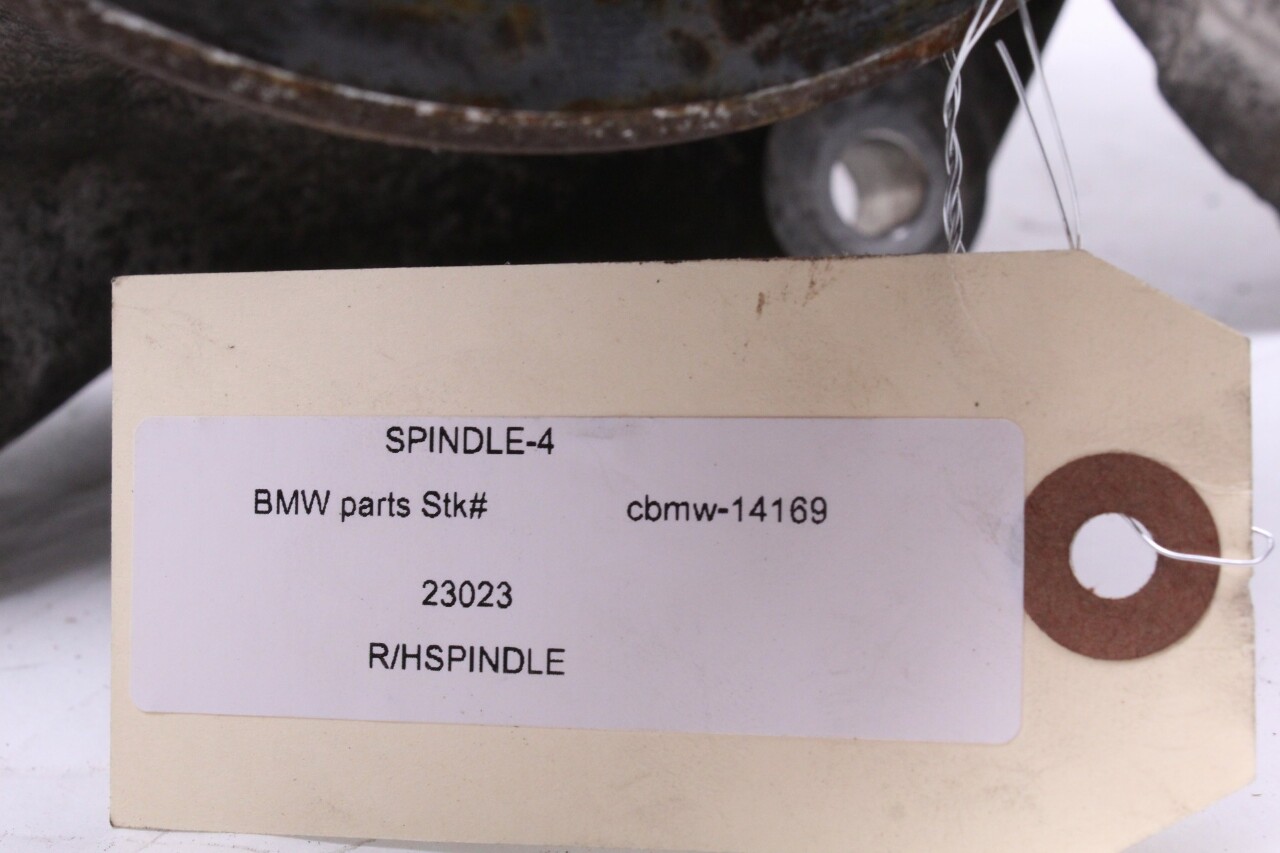 SPINDLE-4
BMW parts Stk# cbmw-14169
23023
R/HSPINDLE